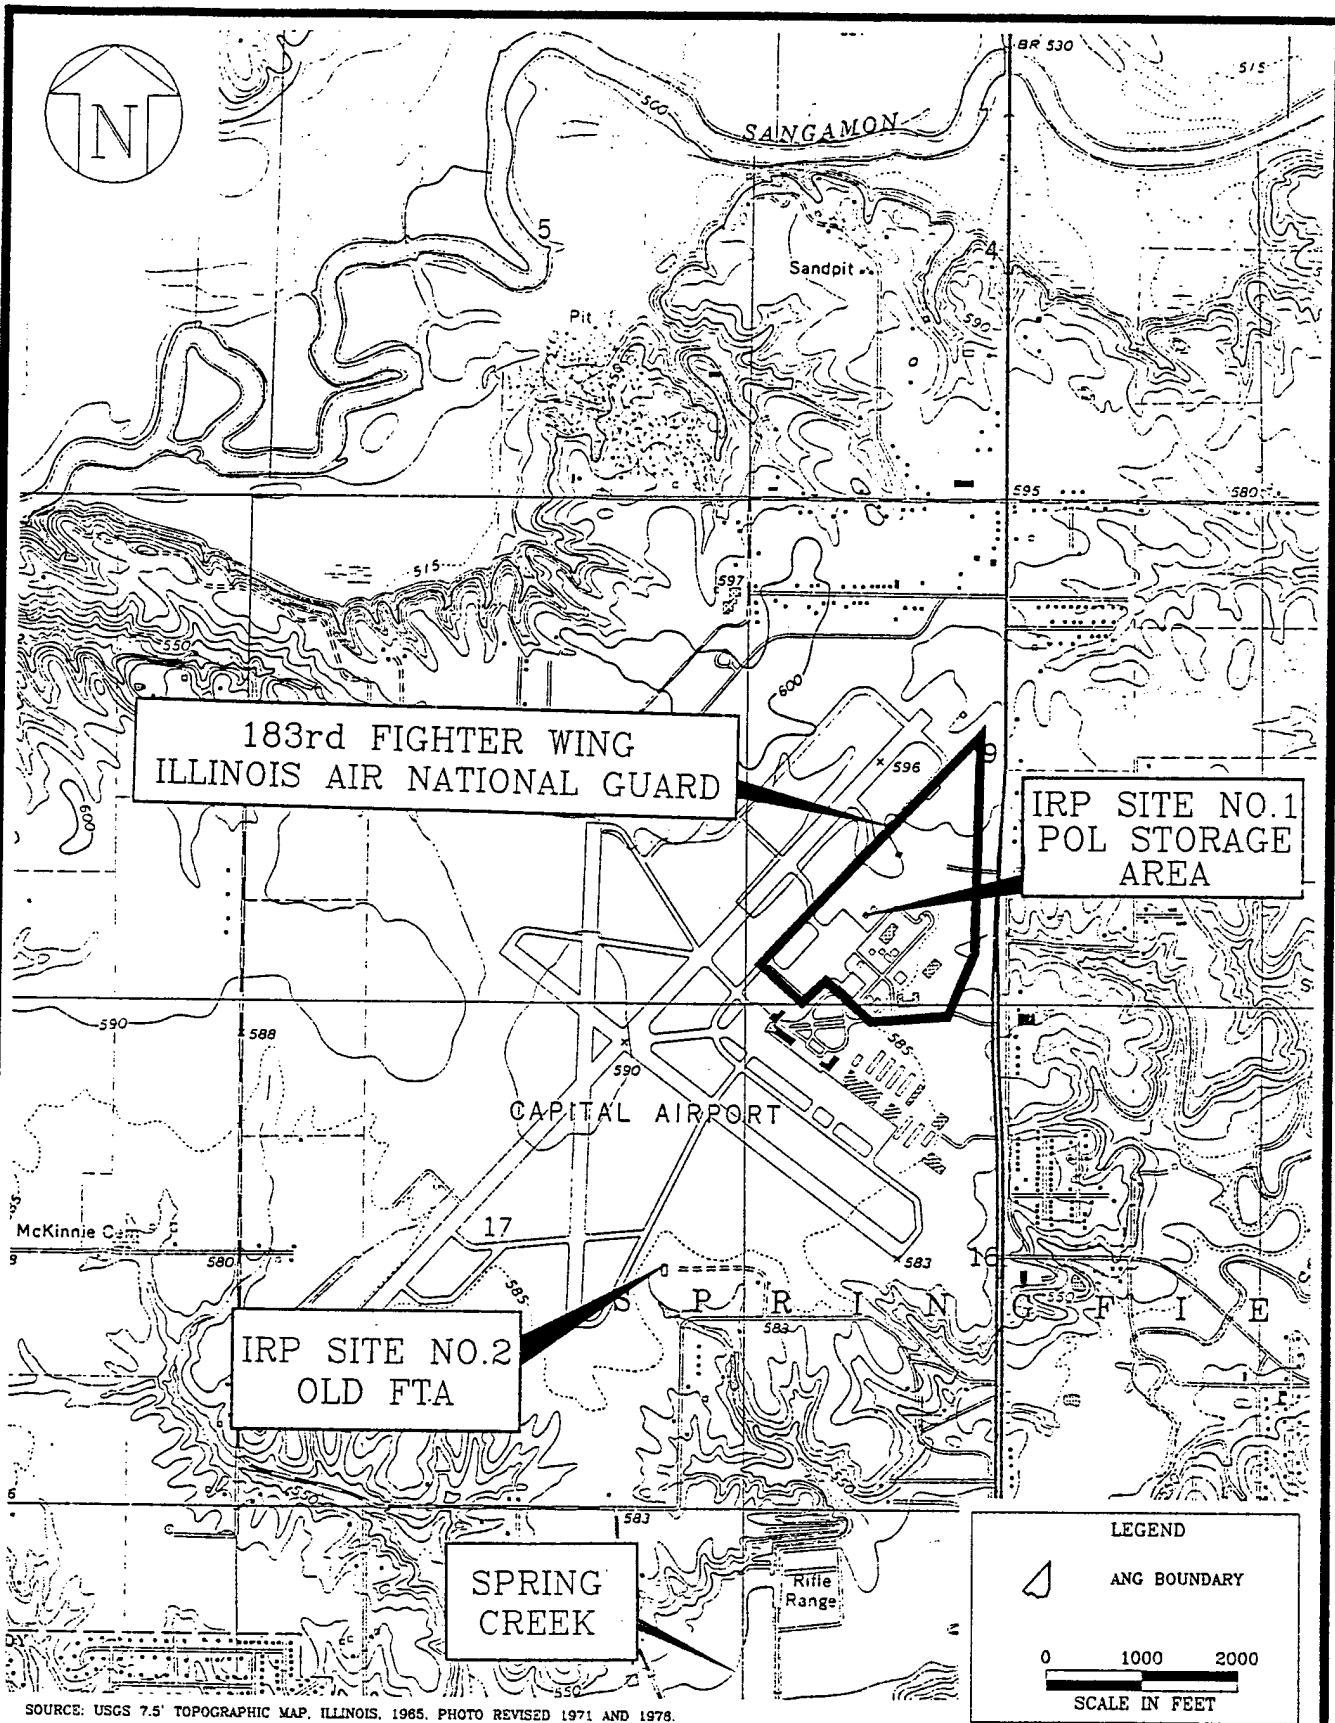 BR 530
515
N
500
SANGAMON
5
4
Sandpit
590
Pit
550
595
580
515
597
550
600
183rd FIGHTER WING
ILLINOIS AIR NATIONAL GUARD
P
9
596
600
IRP SITE NO.1
POL STORAGE
AREA
S
590
588
585
590
CAPITAL AIRPORT
McKinnie
17
580
583
16
585
550
S P R I N G F I E
583
IRP SITE NO.2
OLD FTA
550
583
SPRING
CREEK
Rifle
Range
550
LEGEND
ANG BOUNDARY
0 1000 2000
SCALE IN FEET
SOURCE: USGS 7.5' TOPOGRAPHIC MAP, ILLINOIS, 1965, PHOTO REVISED 1971 AND 1976.